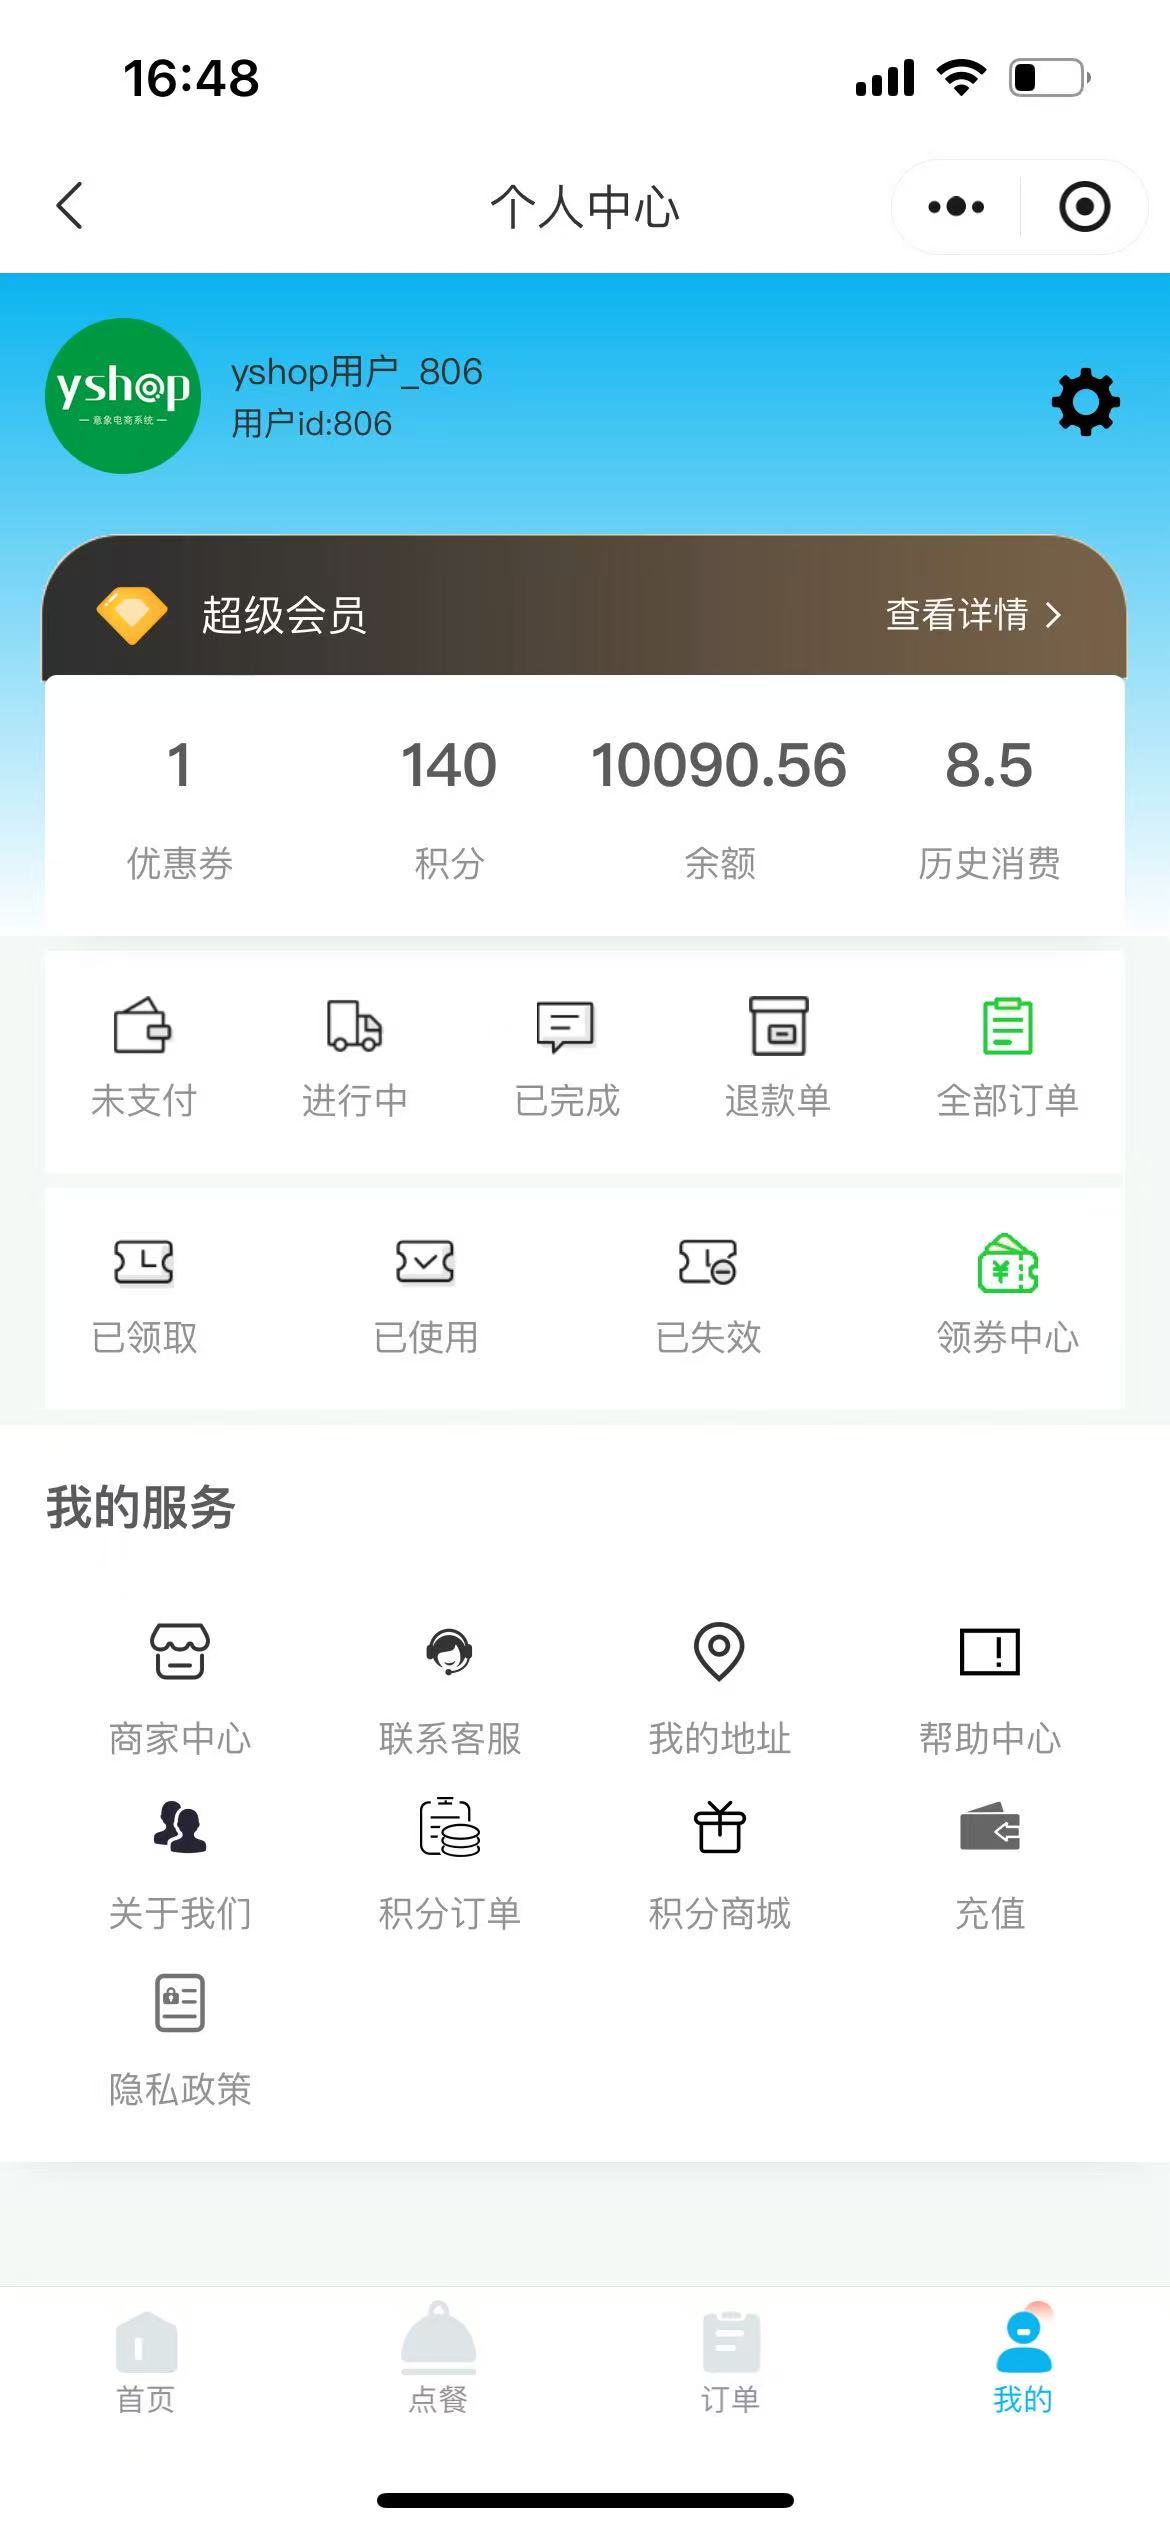 16:48
个人中心
yshop
意象电商系统
yshop用户_806
用户id:806
超级会员
查看详情
1 140 10090.56 8.5
优惠券 积分 余额 历史消费
未支付 进行中 已完成 退款单 全部订单
¥
已领取 已使用 已失效 领券中心
我的服务
商家中心 联系客服 我的地址 帮助中心
关于我们 积分订单 积分商城 充值
隐私政策
首页 点餐 订单 我的